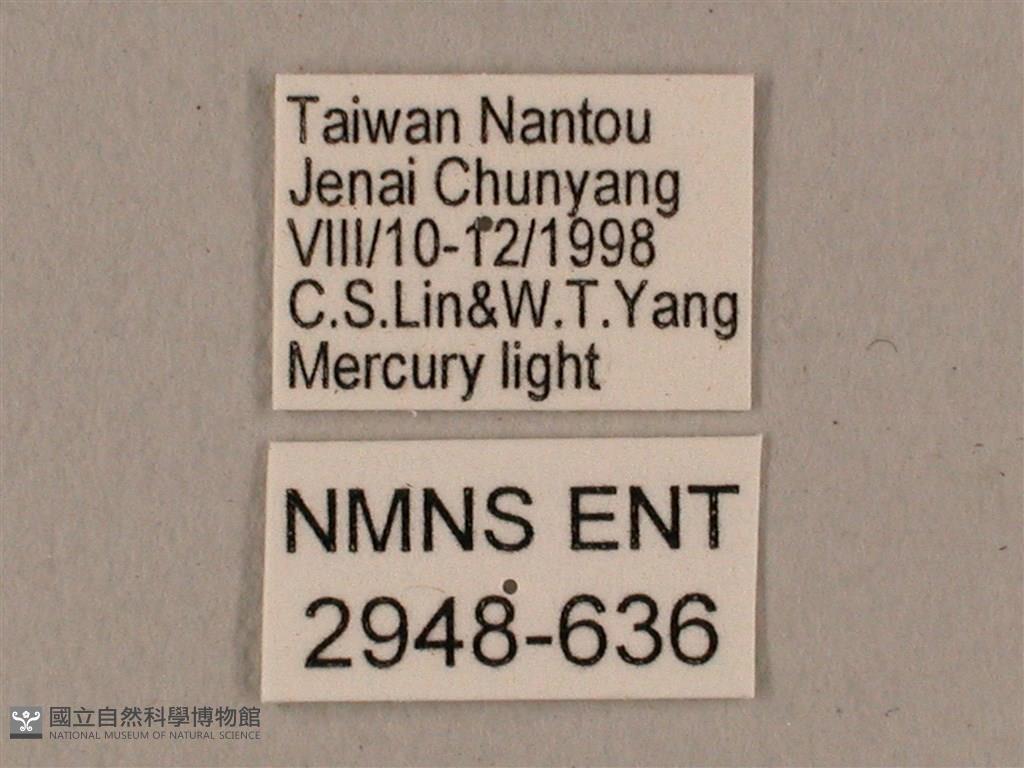 Taiwan Nantou
Jenai Chunyang
VIII/10-12/1998
C.S.Lin&W.T.Yang
Mercury light
NMNS ENT
2948-636
國立自然科學博物館
NATIONAL MUSEUM OF NATURAL SCIENCE